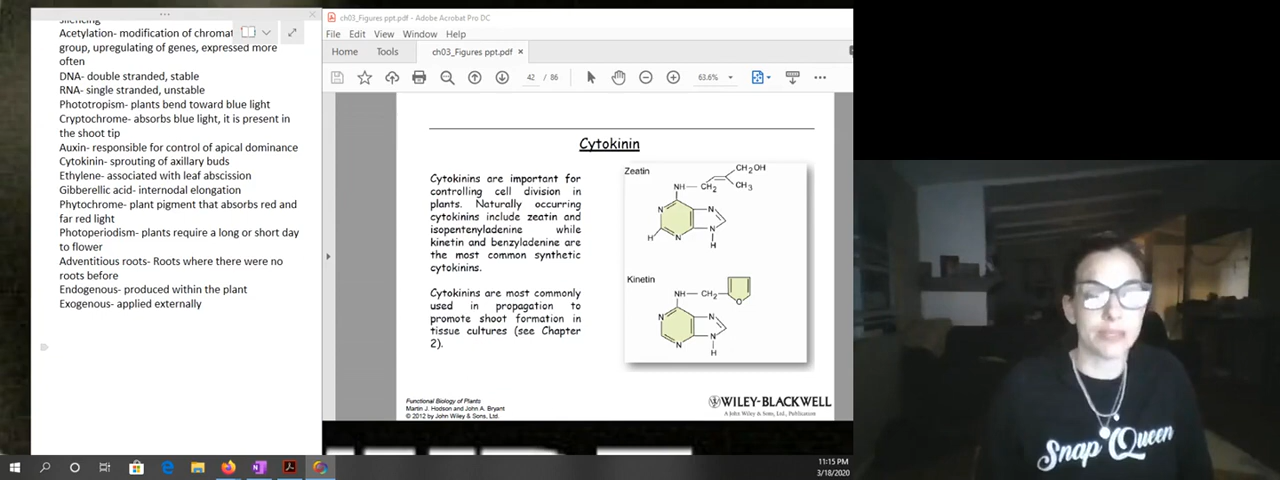 silencing
Acetylation- modification of chromat
group, upregulating of genes, expressed more
often
DNA- double stranded, stable
RNA- single stranded, unstable
Phototropism- plants bend toward blue light
Cryptochrome- absorbs blue light, it is present in
the shoot tip
Auxin- responsible for control of apical dominance
Cytokinin- sprouting of axillary buds
Ethylene- associated with leaf abscission
Gibberellic acid- internodal elongation
Phytochrome- plant pigment that absorbs red and
far red light
Photoperiodism- plants require a long or short day
to flower
Adventitious roots- Roots where there were no
roots before
Endogenous- produced within the plant
Exogenous- applied externally
ch03_Figures ppt.pdf - Adobe Acrobat Pro DC
File Edit View Window Help
Home Tools ch03_Figures ppt.pdf ×
42 / 86 63.6%
Cytokinin
Cytokinins are important for
controlling cell division in
plants. Naturally occurring
cytokinins include zeatin and
isopentenyladenine while
kinetin and benzyladenine are
the most common synthetic
cytokinins.
Cytokinins are most commonly
used in propagation to
promote shoot formation in
tissue cultures (see Chapter
2).
Zeatin
CH2OH
NH CH2 CH3
N N
H N N
H
Kinetin
NH CH2
O
N N
N N
H
Functional Biology of Plants
Martin J. Hodson and John A. Bryant
© 2012 by John Wiley & Sons, Ltd.
WILEY-BLACKWELL
A John Wiley & Sons, Ltd., Publication
11:15 PM
3/18/2020
Snap Queen